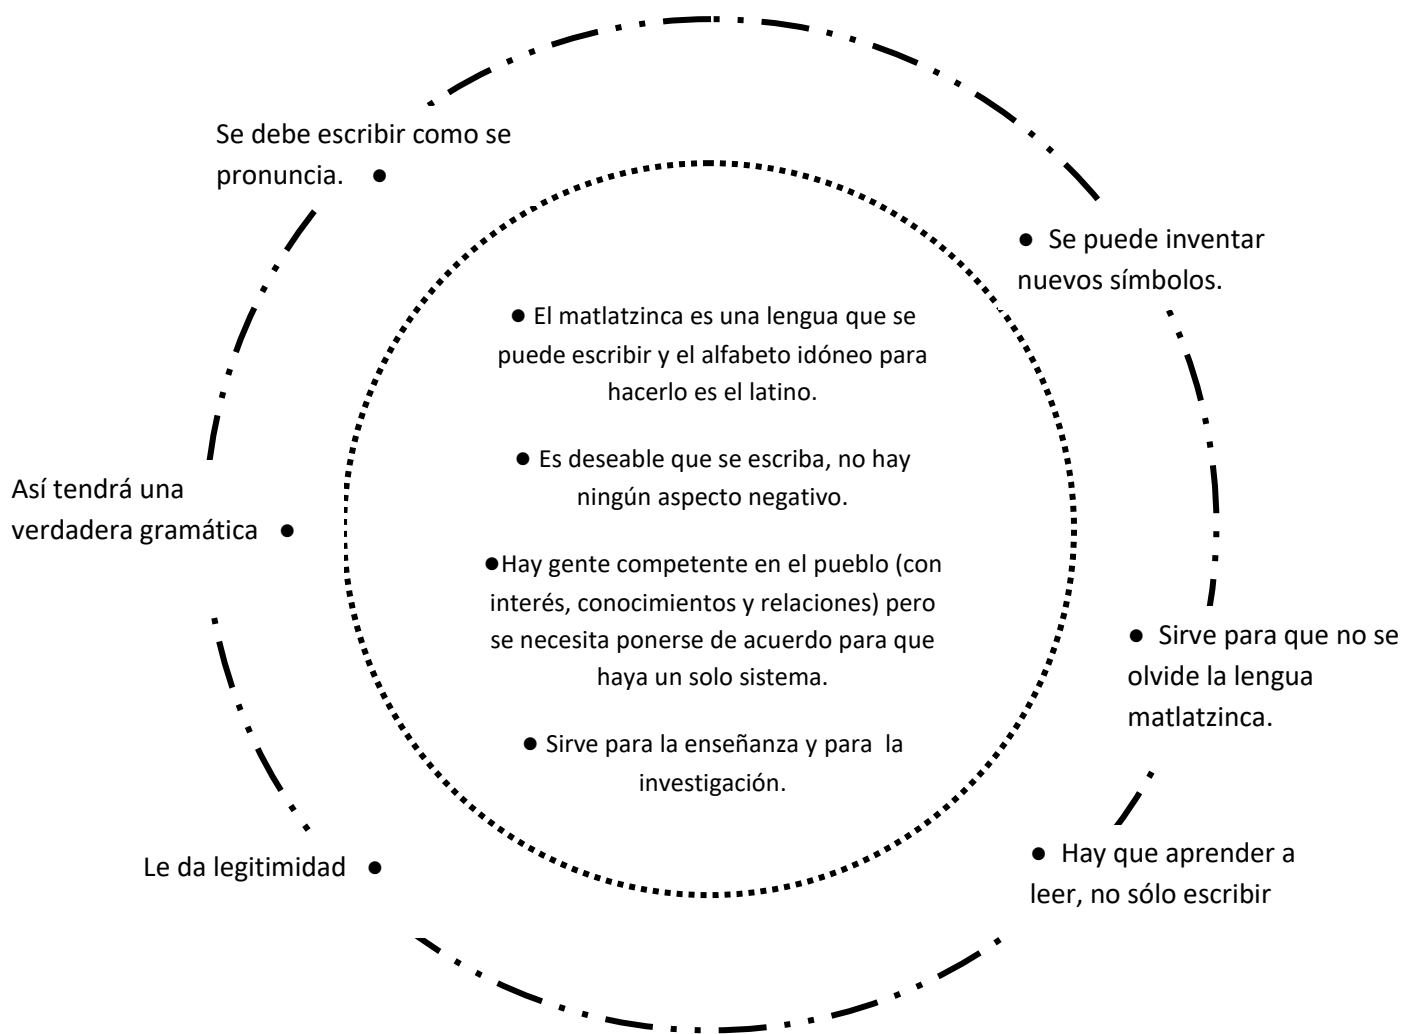 Se debe escribir como se
pronuncia. ●
● Se puede inventar
nuevos símbolos.
● El matlatzinca es una lengua que se
puede escribir y el alfabeto idóneo para
hacerlo es el latino.
● Es deseable que se escriba, no hay
ningún aspecto negativo.
Así tendrá una
verdadera gramática ●
●Hay gente competente en el pueblo (con
interés, conocimientos y relaciones) pero
se necesita ponerse de acuerdo para que
haya un solo sistema.
● Sirve para que no se
olvide la lengua
matlatzinca.
● Sirve para la enseñanza y para la
investigación.
Le da legitimidad ●
● Hay que aprender a
leer, no sólo escribir